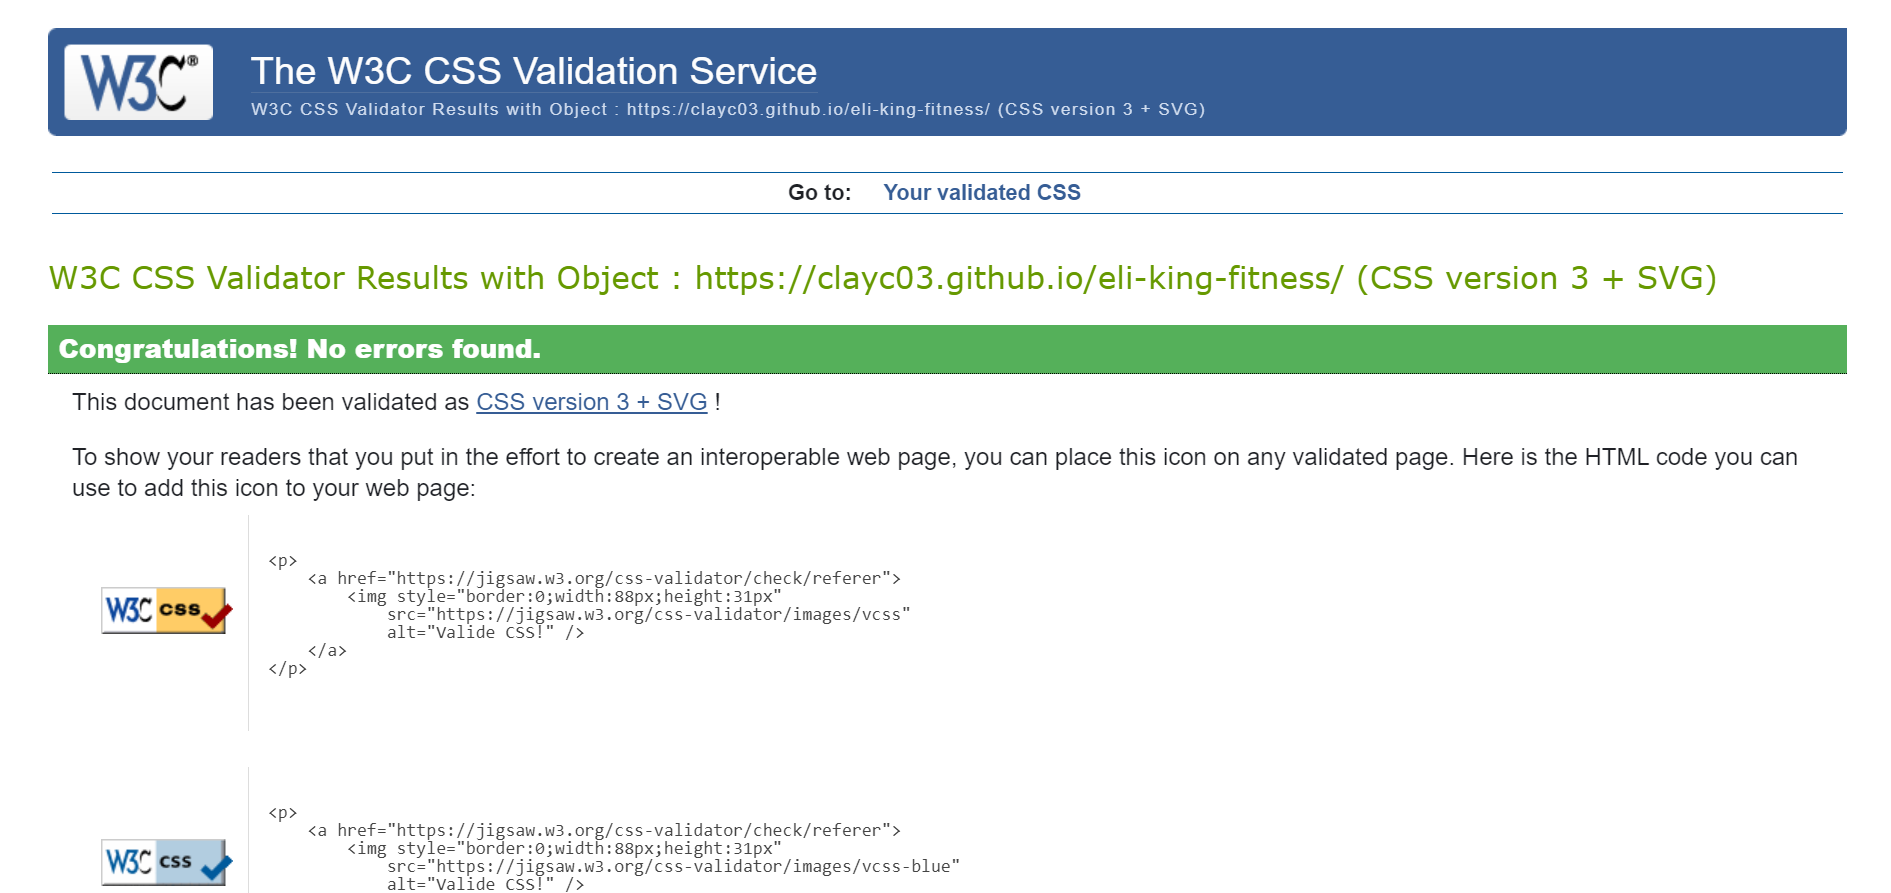 W3C®
The W3C CSS Validation Service
W3C CSS Validator Results with Object : https://clayc03.github.io/eli-king-fitness/ (CSS version 3 + SVG)
Go to: Your validated CSS
W3C CSS Validator Results with Object : https://clayc03.github.io/eli-king-fitness/ (CSS version 3 + SVG)
Congratulations! No errors found.
This document has been validated as CSS version 3 + SVG !
To show your readers that you put in the effort to create an interoperable web page, you can place this icon on any validated page. Here is the HTML code you can
use to add this icon to your web page:
<p>
    <a href="https://jigsaw.w3.org/css-validator/check/referer">
        <img style="border:0;width:88px;height:31px"
W3C css
            src="https://jigsaw.w3.org/css-validator/images/vcss"
            alt="Valide CSS!" />
    </a>
</p>
<p>
    <a href="https://jigsaw.w3.org/css-validator/check/referer">
        <img style="border:0;width:88px;height:31px"
W3C css
            src="https://jigsaw.w3.org/css-validator/images/vcss-blue"
            alt="Valide CSS!" />